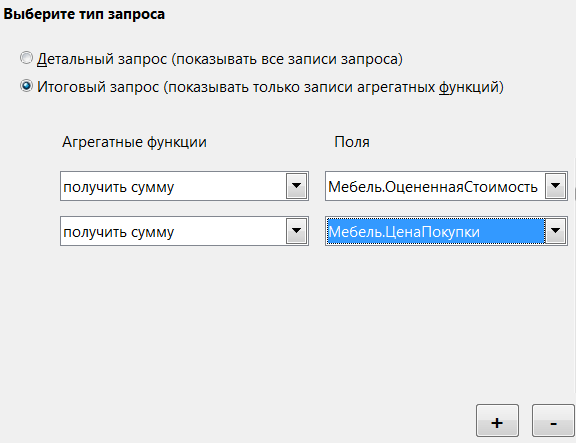 Выберите тип запроса
Детальный запрос (показывать все записи запроса)
Итоговый запрос (показывать только записи агрегатных функций)
Агрегатные функции Поля
получить сумму Мебель.ОцененнаяСтоимость
получить сумму Мебель.ЦенаПокупки
+ -